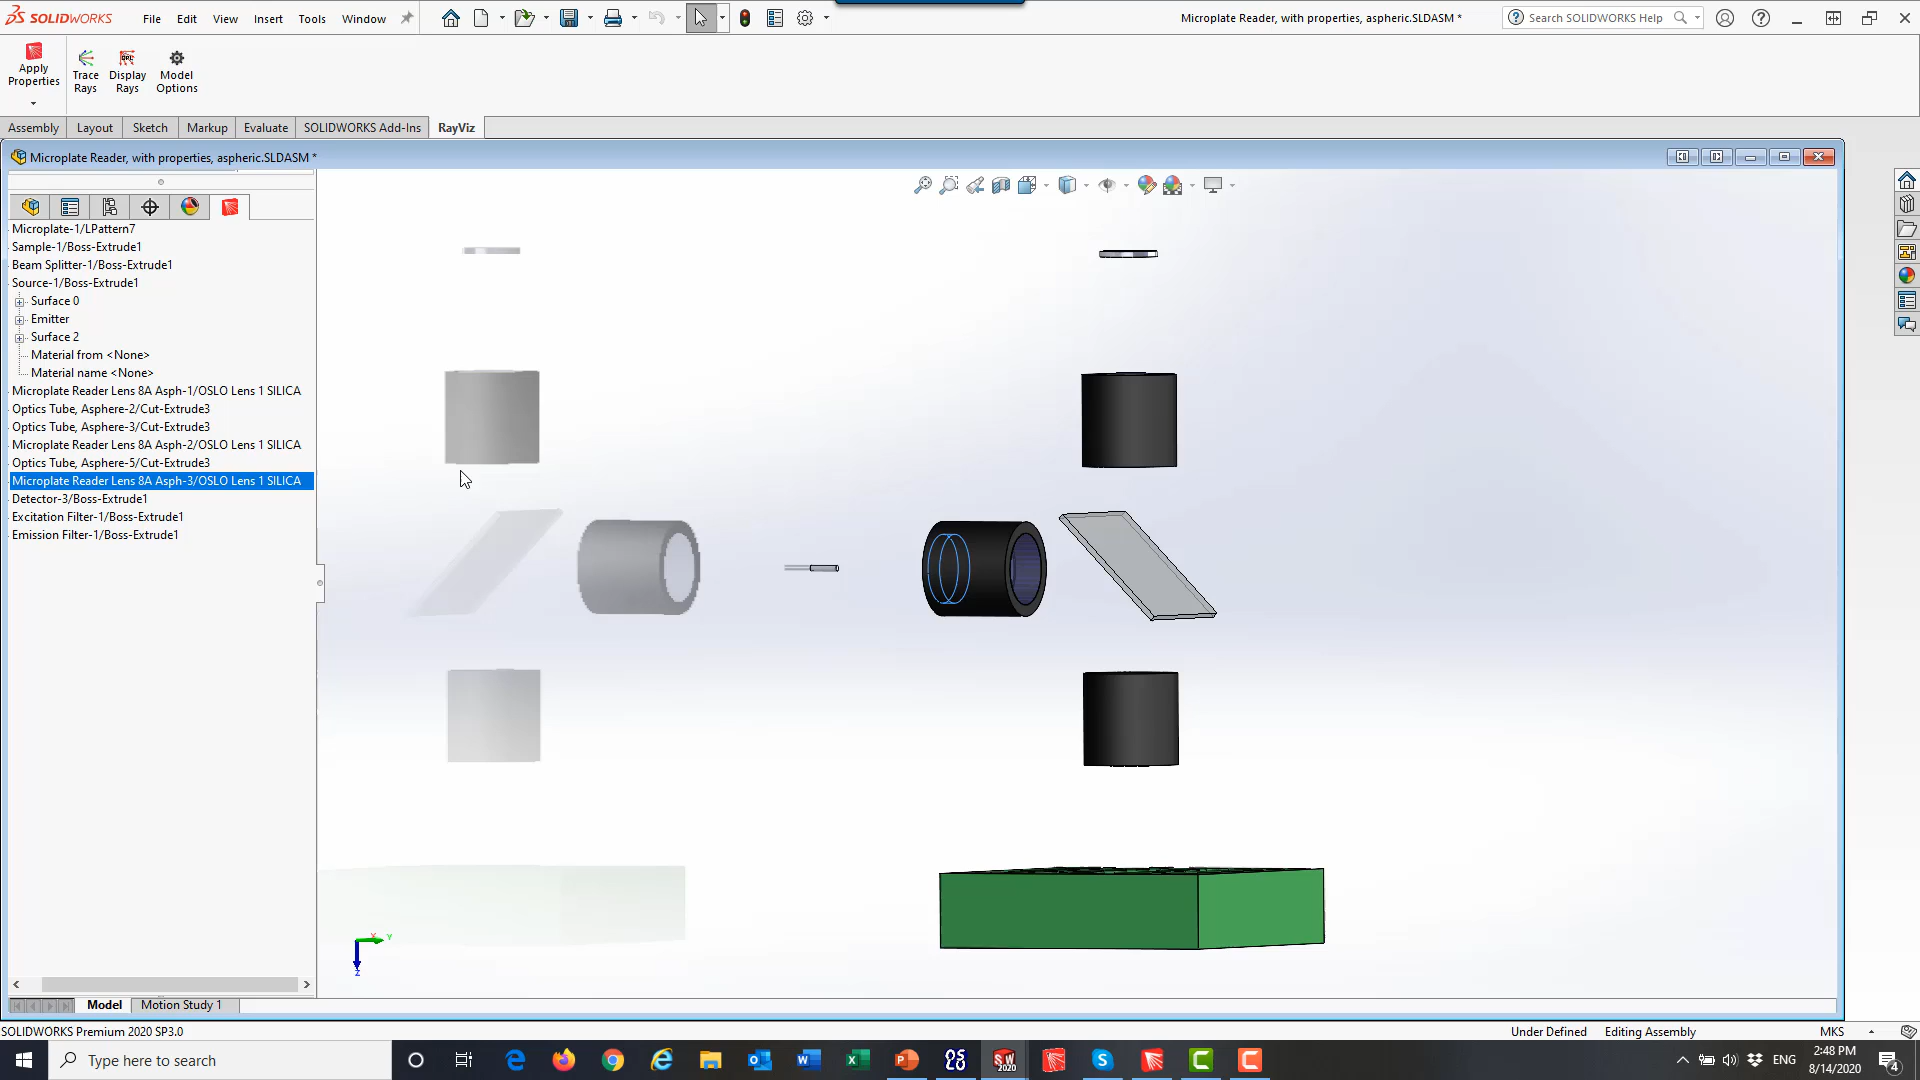 SOLIDWORKS File Edit View Insert Tools Window
Microplate Reader, with properties, aspheric.SLDASM *
Search SOLIDWORKS Help
Apply Properties
Trace Rays
Display Rays
Model Options
Assembly Layout Sketch Markup Evaluate SOLIDWORKS Add-Ins RayViz
Microplate Reader, with properties, aspheric.SLDASM *
Microplate-1/LPattern7
Sample-1/Boss-Extrude1
Beam Splitter-1/Boss-Extrude1
Source-1/Boss-Extrude1
Surface 0
Emitter
Surface 2
Material from <None>
Material name <None>
Microplate Reader Lens 8A Asph-1/OSLO Lens 1 SILICA
Optics Tube, Asphere-2/Cut-Extrude3
Optics Tube, Asphere-3/Cut-Extrude3
Microplate Reader Lens 8A Asph-2/OSLO Lens 1 SILICA
Optics Tube, Asphere-5/Cut-Extrude3
Microplate Reader Lens 8A Asph-3/OSLO Lens 1 SILICA
Detector-3/Boss-Extrude1
Excitation Filter-1/Boss-Extrude1
Emission Filter-1/Boss-Extrude1
X Y
Z
Model Motion Study 1
SOLIDWORKS Premium 2020 SP3.0
Under Defined Editing Assembly MKS
Type here to search
SW 2020
ENG
2:48 PM
8/14/2020
4